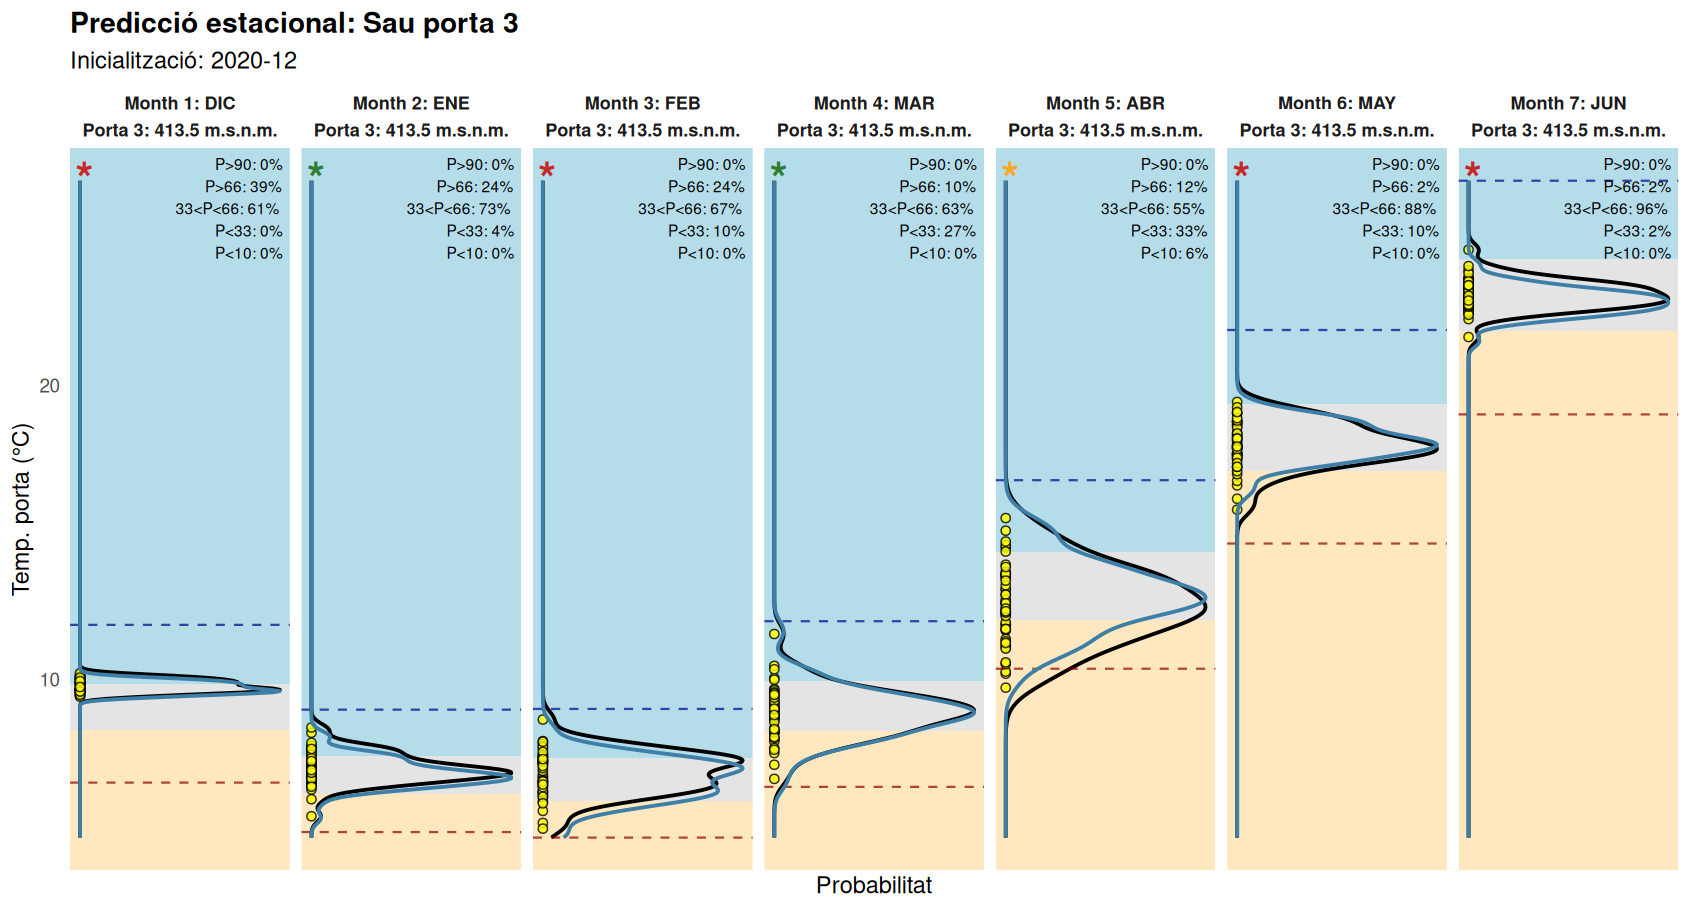 Predicció estacional: Sau porta 3
Inicialització: 2020-12
Month 1: DIC
Porta 3: 413.5 m.s.n.m.
P>90: 0%
P>66: 39%
33<P<66: 61%
P<33: 0%
P<10: 0%
Month 2: ENE
Porta 3: 413.5 m.s.n.m.
P>90: 0%
P>66: 24%
33<P<66: 73%
P<33: 4%
P<10: 0%
Month 3: FEB
Porta 3: 413.5 m.s.n.m.
P>90: 0%
P>66: 24%
33<P<66: 67%
P<33: 10%
P<10: 0%
Month 4: MAR
Porta 3: 413.5 m.s.n.m.
P>90: 0%
P>66: 10%
33<P<66: 63%
P<33: 27%
P<10: 0%
Month 5: ABR
Porta 3: 413.5 m.s.n.m.
P>90: 0%
P>66: 12%
33<P<66: 55%
P<33: 33%
P<10: 6%
Month 6: MAY
Porta 3: 413.5 m.s.n.m.
P>90: 0%
P>66: 2%
33<P<66: 88%
P<33: 10%
P<10: 0%
Month 7: JUN
Porta 3: 413.5 m.s.n.m.
P>90: 0%
P>66: 2%
33<P<66: 96%
P<33: 2%
P<10: 0%
Temp. porta (°C)
20
10
Probabilitat